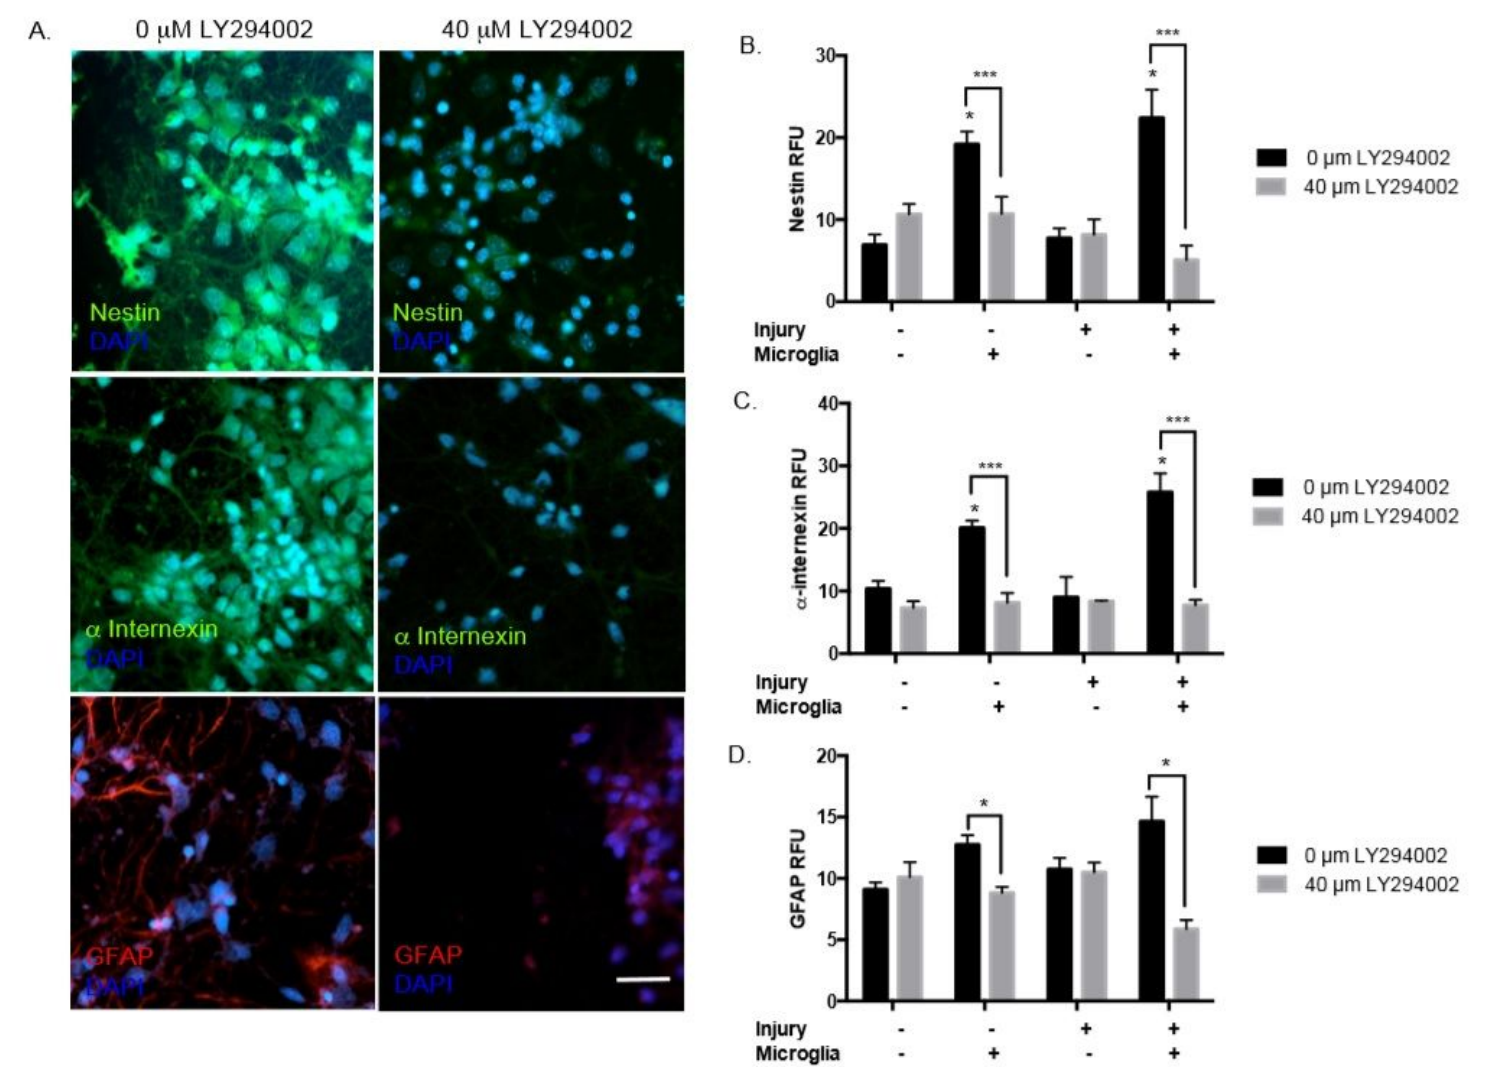 A.
0 µM LY294002
40 µM LY294002
Nestin
DAPI
Nestin
DAPI
α Internexin
DAPI
α Internexin
DAPI
GFAP
DAPI
GFAP
DAPI
B.
30
20
10
0
Nestin RFU
***
*
***
*
0 µm LY294002
40 µm LY294002
Injury - - + +
Microglia - + - +
C.
40
30
20
10
0
α-internexin RFU
***
*
***
*
0 µm LY294002
40 µm LY294002
Injury - - + +
Microglia - + - +
D.
20
15
10
5
0
GFAP RFU
*
*
0 µm LY294002
40 µm LY294002
Injury - - + +
Microglia - + - +